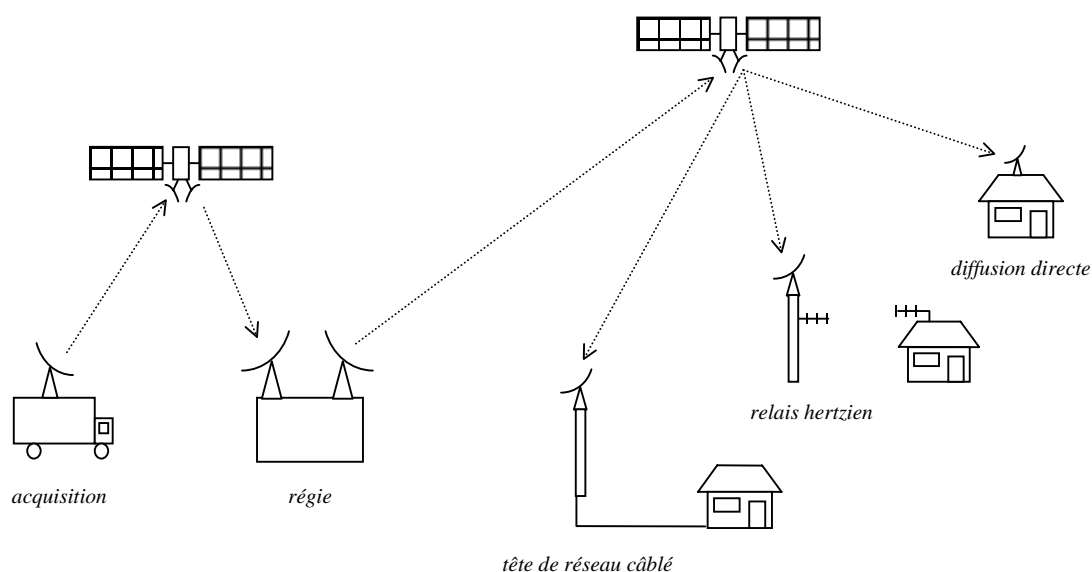 diffusion directe
relais hertzien
acquisition
régie
tête de réseau câblé